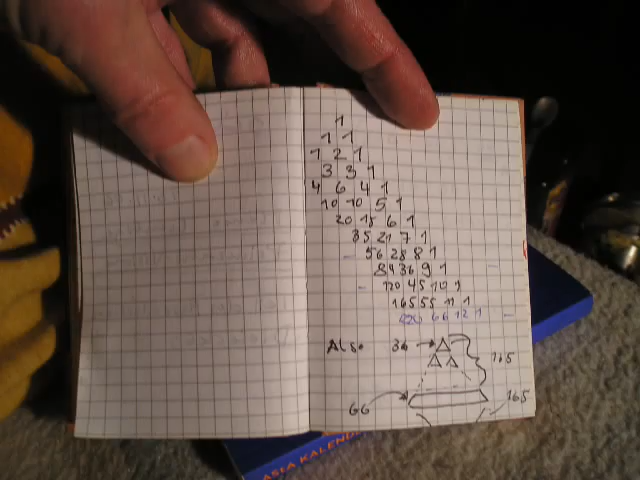 1
1 1
1 2 1
3 3 1
4 6 4 1
10 10 5 1
20 15 6 1
35 21 7 1
56 28 8 1
84 36 9 1
120 45 10 1
165 55 11 1
220 66 12 1
Also
165
66
165